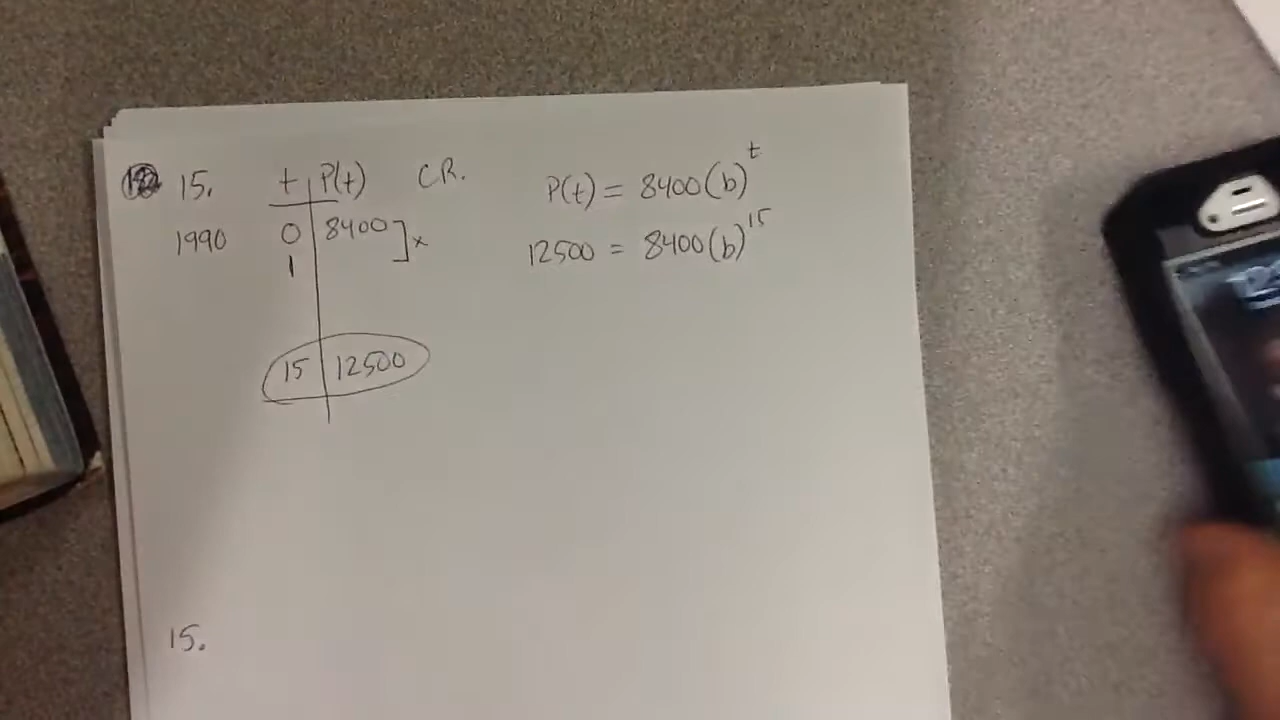 15. t P(t) C.R. P(t) = 8400(b)^t
1990 0 8400 ] x 12500 = 8400(b)^15
1
15 12500
15.